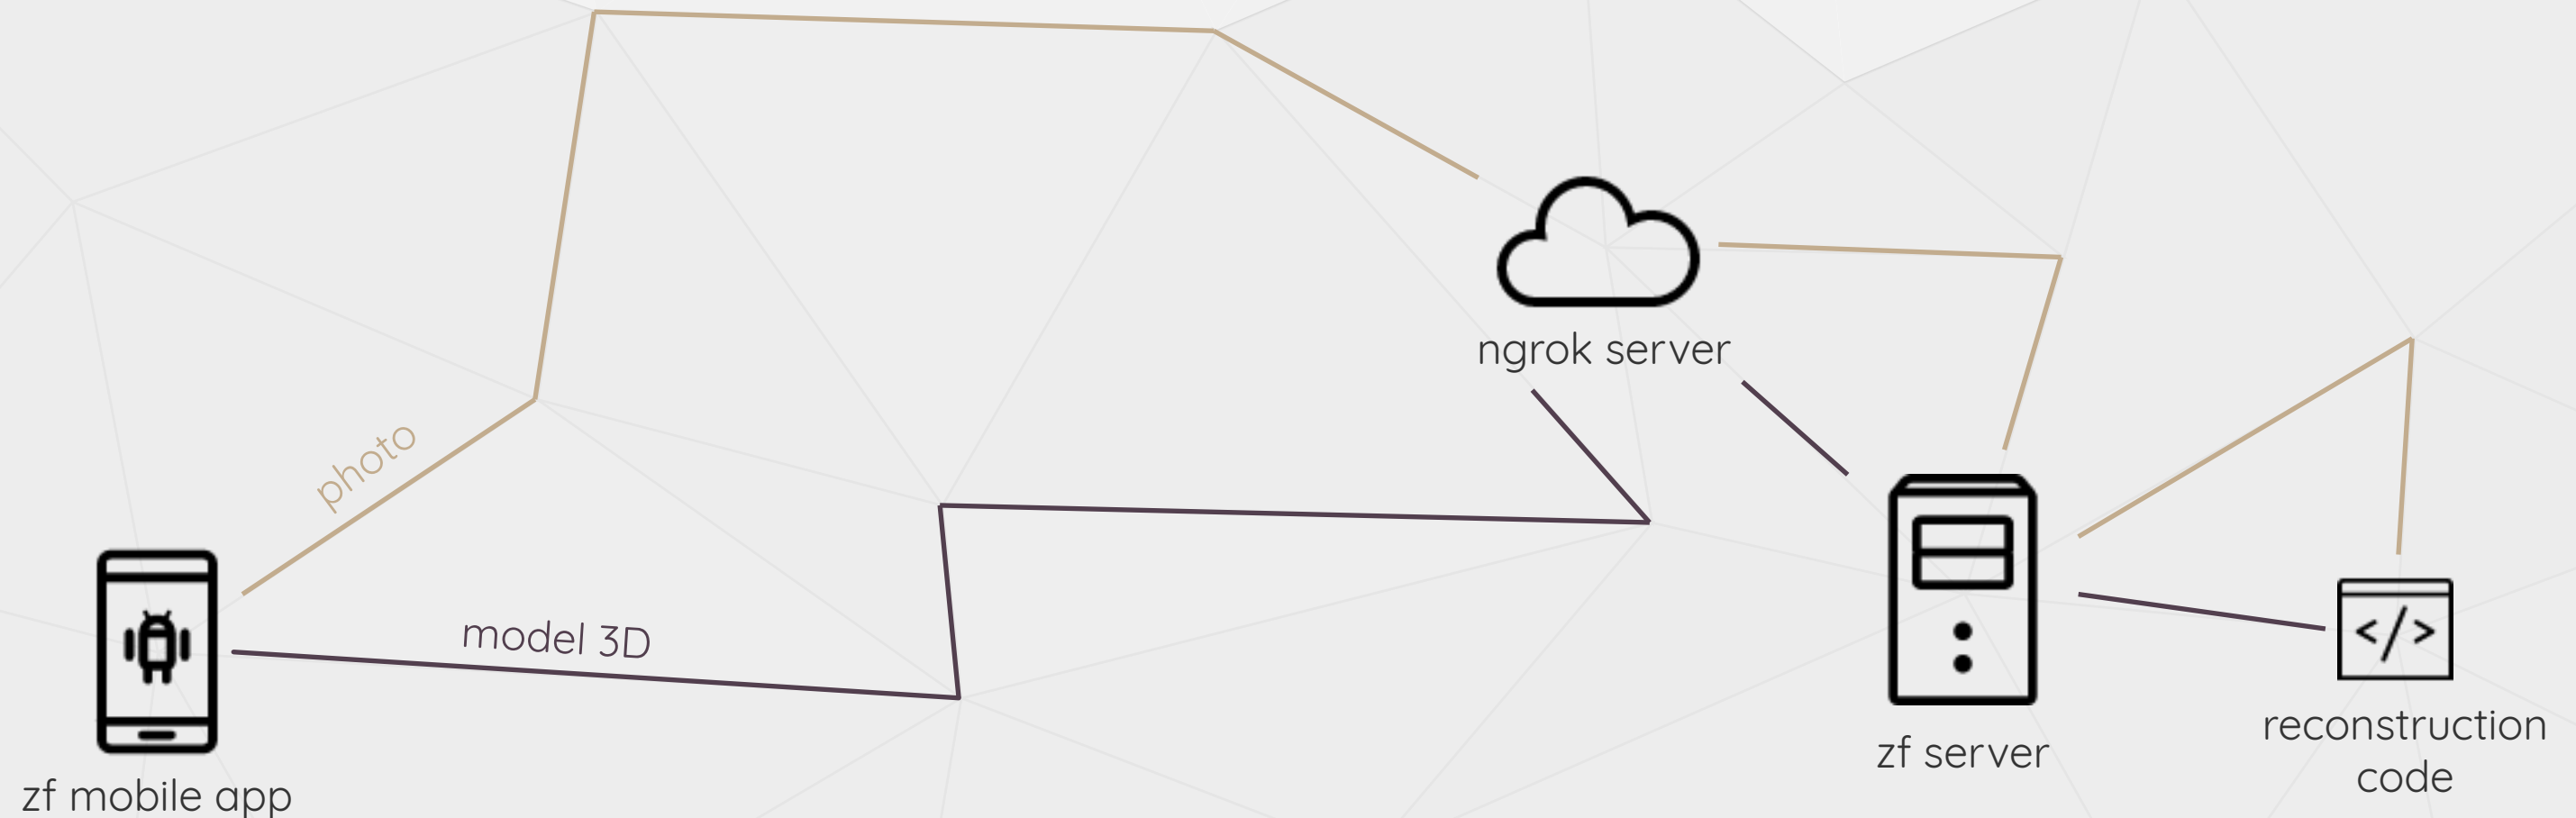 ngrok server
photo
model 3D
</>
zf mobile app
zf server
reconstruction
code